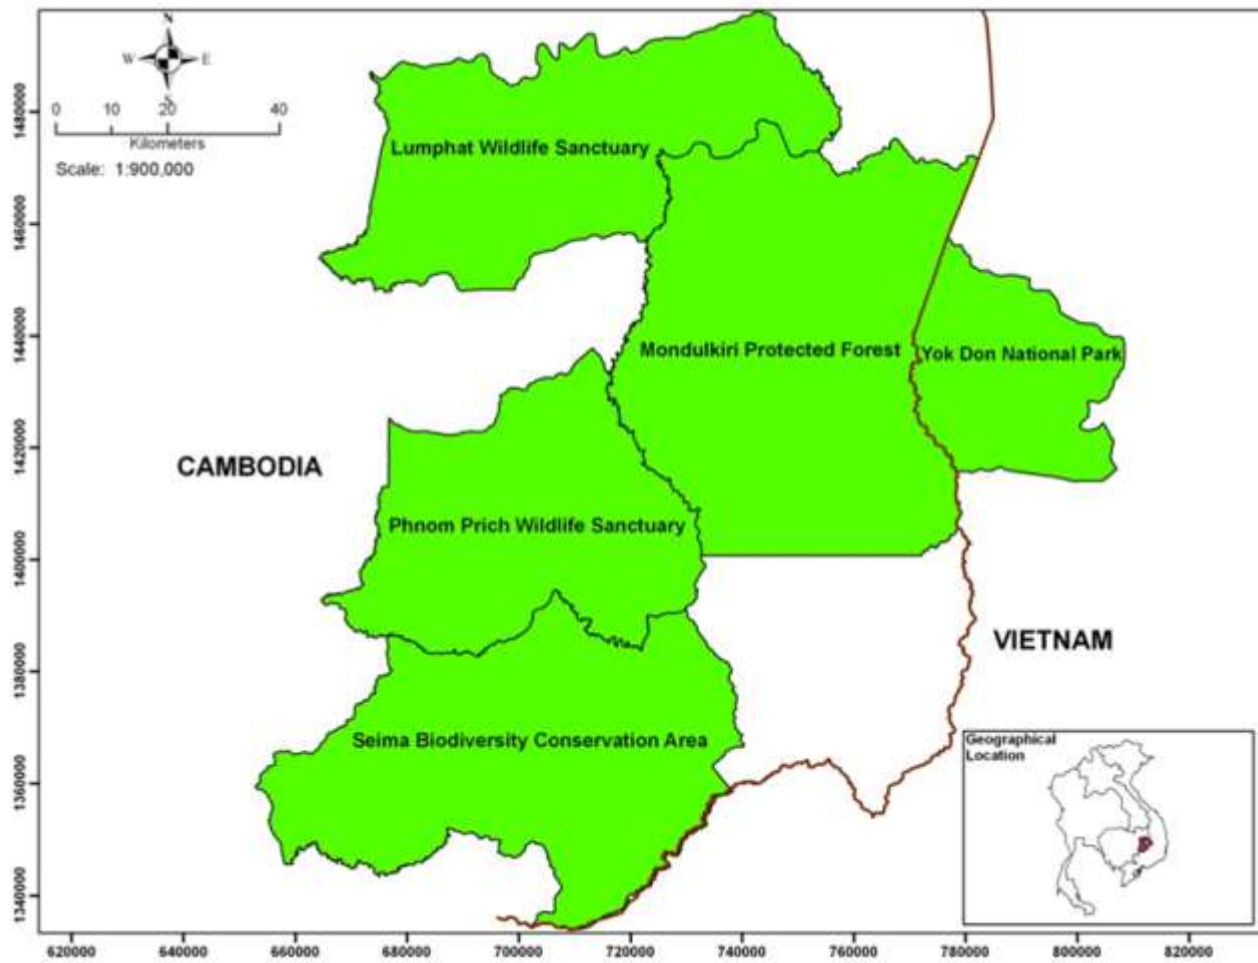 N
W E
S
0 10 20 40
Kilometers
Scale: 1:900,000
Lumphat Wildlife Sanctuary
Mondulkiri Protected Forest
Yok Don National Park
CAMBODIA
Phnom Prich Wildlife Sanctuary
VIETNAM
Seima Biodiversity Conservation Area
Geographical
Location
1480000
1460000
1440000
1420000
1400000
1380000
1360000
1340000
620000 640000 660000 680000 700000 720000 740000 760000 780000 800000 820000